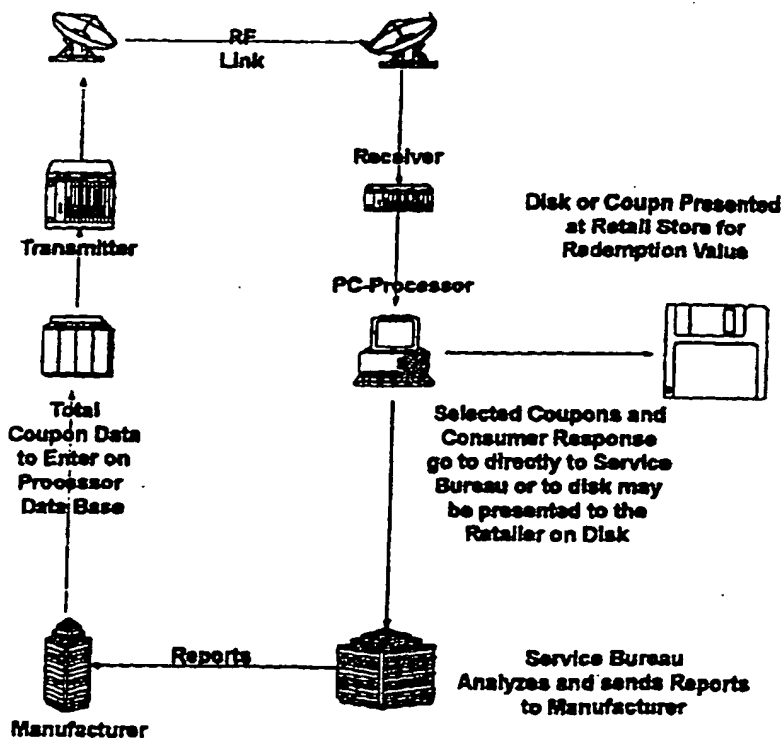 RF
Link
Receiver
Disk or Coupn Presented
at Retail Store for
Redemption Value
Transmitter
PC-Processor
Total
Coupon Data
to Enter on
Processor
Data Base
Selected Coupons and
Consumer Response
go to directly to Service
Bureau or to disk may
be presented to the
Retailer on Disk
Reports
Service Bureau
Analyzes and sends Reports
to Manufacturer
Manufacturer